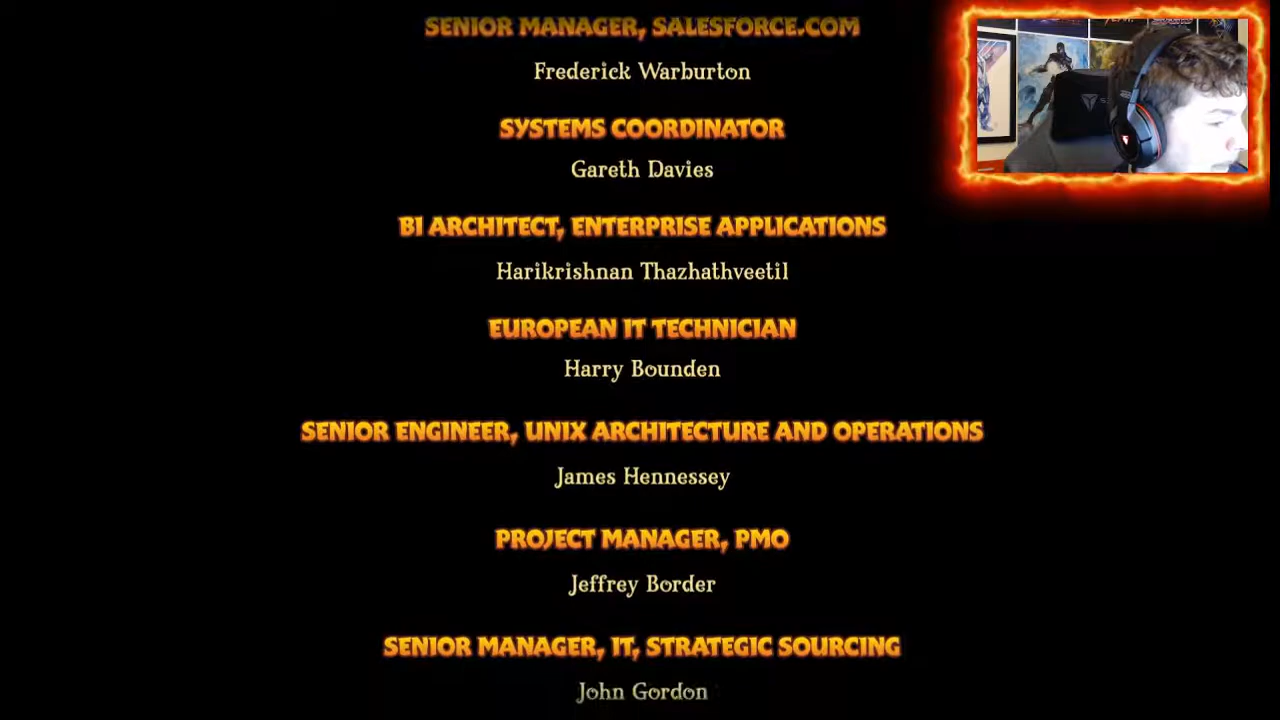 SENIOR MANAGER, SALESFORCE.COM
Frederick Warburton
SYSTEMS COORDINATOR
Gareth Davies
BI ARCHITECT, ENTERPRISE APPLICATIONS
Harikrishnan Thazhathveetil
EUROPEAN IT TECHNICIAN
Harry Bounden
SENIOR ENGINEER, UNIX ARCHITECTURE AND OPERATIONS
James Hennessey
PROJECT MANAGER, PMO
Jeffrey Border
SENIOR MANAGER, IT, STRATEGIC SOURCING
John Gordon